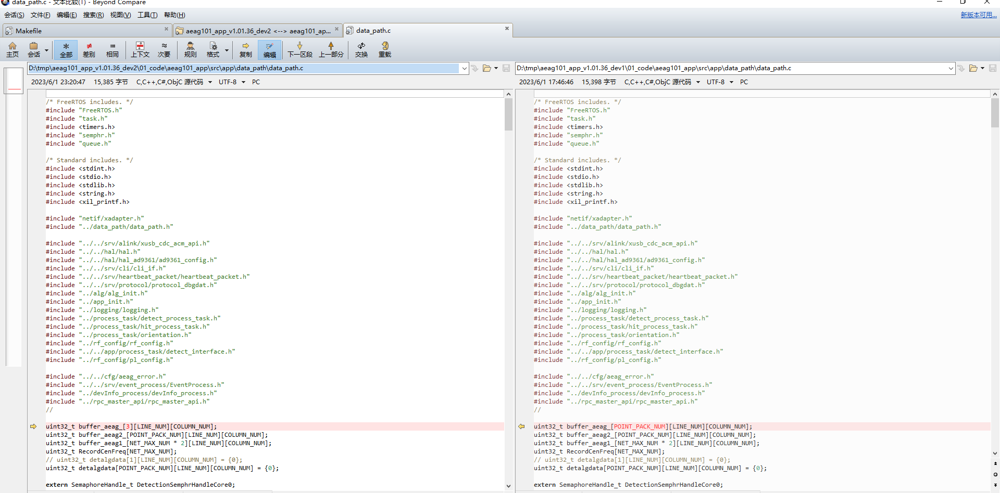 data_path.c - 文本比较(T) - Beyond Compare
会话(S) 文件(F) 编辑(E) 搜索(R) 视图(V) 工具(T) 帮助(H) 新版本可用...
Makefile aeag101_app_v1.01.36_dev2 <--> aeag101_ap... data_path.c
主页 会话 全部 差别 相同 上下文 次要 规则 格式 复制 编辑 下一区段 上一部分 交换 重载
D:\tmp\aeag101_app_v1.01.36_dev2\01_code\aeag101_app\src\app\data_path\data_path.c
2023/6/1 23:20:47 15,385 字节 C,C++,C#,ObjC 源代码 UTF-8 PC
/* FreeRTOS includes. */
#include "FreeRTOS.h"
#include "task.h"
#include <timers.h>
#include "semphr.h"
#include "queue.h"
/* Standard includes. */
#include <stdint.h>
#include <stdio.h>
#include <stdlib.h>
#include <string.h>
#include <xil_printf.h>
#include "netif/xadapter.h"
#include "../data_path/data_path.h"
#include "../../srv/alink/xusb_cdc_acm_api.h"
#include "../../hal/hal.h"
#include "../../hal/hal_ad9361/ad9361_config.h"
#include "../../srv/cli/cli_if.h"
#include "../../srv/heartbeat_packet/heartbeat_packet.h"
#include "../../srv/protocol/protocol_dbgdat.h"
#include "../alg/alg_init.h"
#include "../app_init.h"
#include "../logging/logging.h"
#include "../process_task/detect_process_task.h"
#include "../process_task/hit_process_task.h"
#include "../process_task/orientation.h"
#include "../rf_config/rf_config.h"
#include "../../app/process_task/detect_interface.h"
#include "../rf_config/pl_config.h"
#include "../../cfg/aeag_error.h"
#include "../../srv/event_process/EventProcess.h"
#include "../devInfo_process/devInfo_process.h"
#include "../rpc_master_api/rpc_master_api.h"
//
uint32_t buffer_aeag_[3][LINE_NUM][COLUMN_NUM];
uint32_t buffer_aeag2_[POINT_PACK_NUM][LINE_NUM][COLUMN_NUM];
uint32_t buffer_aeag1_[NET_MAX_NUM * 2][LINE_NUM][COLUMN_NUM];
uint32_t RecordCenFreq[NET_MAX_NUM];
// uint32_t detalgdata[1][LINE_NUM][COLUMN_NUM] = {0};
uint32_t detalgdata[POINT_PACK_NUM][LINE_NUM][COLUMN_NUM] = {0};
extern SemaphoreHandle_t DetectionSemphrHandleCore0;
D:\tmp\aeag101_app_v1.01.36_dev1\01_code\aeag101_app\src\app\data_path\data_path.c
2023/6/1 17:46:46 15,398 字节 C,C++,C#,ObjC 源代码 UTF-8 PC
/* FreeRTOS includes. */
#include "FreeRTOS.h"
#include "task.h"
#include <timers.h>
#include "semphr.h"
#include "queue.h"
/* Standard includes. */
#include <stdint.h>
#include <stdio.h>
#include <stdlib.h>
#include <string.h>
#include <xil_printf.h>
#include "netif/xadapter.h"
#include "../data_path/data_path.h"
#include "../../srv/alink/xusb_cdc_acm_api.h"
#include "../../hal/hal.h"
#include "../../hal/hal_ad9361/ad9361_config.h"
#include "../../srv/cli/cli_if.h"
#include "../../srv/heartbeat_packet/heartbeat_packet.h"
#include "../../srv/protocol/protocol_dbgdat.h"
#include "../alg/alg_init.h"
#include "../app_init.h"
#include "../logging/logging.h"
#include "../process_task/detect_process_task.h"
#include "../process_task/hit_process_task.h"
#include "../process_task/orientation.h"
#include "../rf_config/rf_config.h"
#include "../../app/process_task/detect_interface.h"
#include "../rf_config/pl_config.h"
#include "../../cfg/aeag_error.h"
#include "../../srv/event_process/EventProcess.h"
#include "../devInfo_process/devInfo_process.h"
#include "../rpc_master_api/rpc_master_api.h"
//
uint32_t buffer_aeag_[POINT_PACK_NUM][LINE_NUM][COLUMN_NUM];
uint32_t buffer_aeag2_[POINT_PACK_NUM][LINE_NUM][COLUMN_NUM];
uint32_t buffer_aeag1_[NET_MAX_NUM * 2][LINE_NUM][COLUMN_NUM];
uint32_t RecordCenFreq[NET_MAX_NUM];
// uint32_t detalgdata[1][LINE_NUM][COLUMN_NUM] = {0};
uint32_t detalgdata[POINT_PACK_NUM][LINE_NUM][COLUMN_NUM] = {0};
extern SemaphoreHandle_t DetectionSemphrHandleCore0;